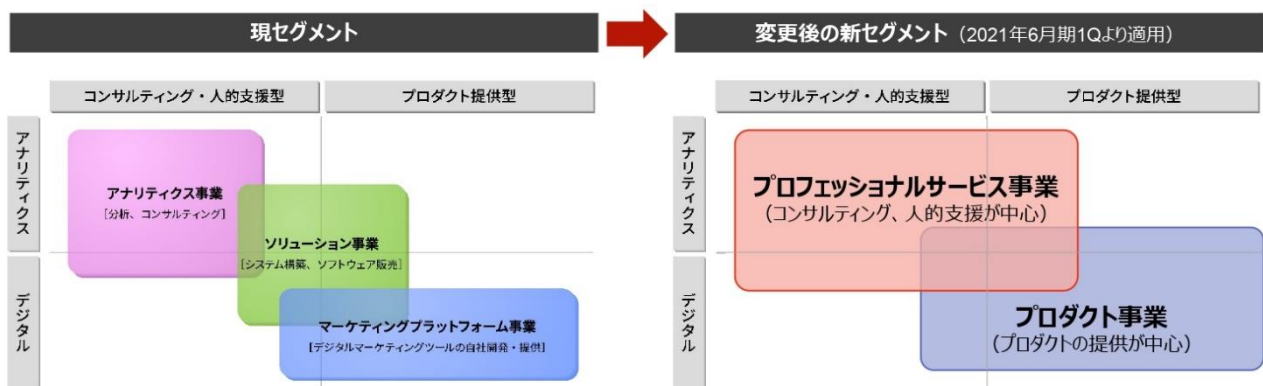 現セグメント
コンサルティング・人的支援型
プロダクト提供型
アナリティクス
デジタル
アナリティクス事業
[分析、コンサルティング]
ソリューション事業
[システム構築、ソフトウェア販売]
マーケティングプラットフォーム事業
[デジタルマーケティングツールの自社開発・提供]
変更後の新セグメント（2021年6月期1Qより適用）
コンサルティング・人的支援型
プロダクト提供型
アナリティクス
デジタル
プロフェッショナルサービス事業
(コンサルティング、人的支援が中心)
プロダクト事業
(プロダクトの提供が中心)